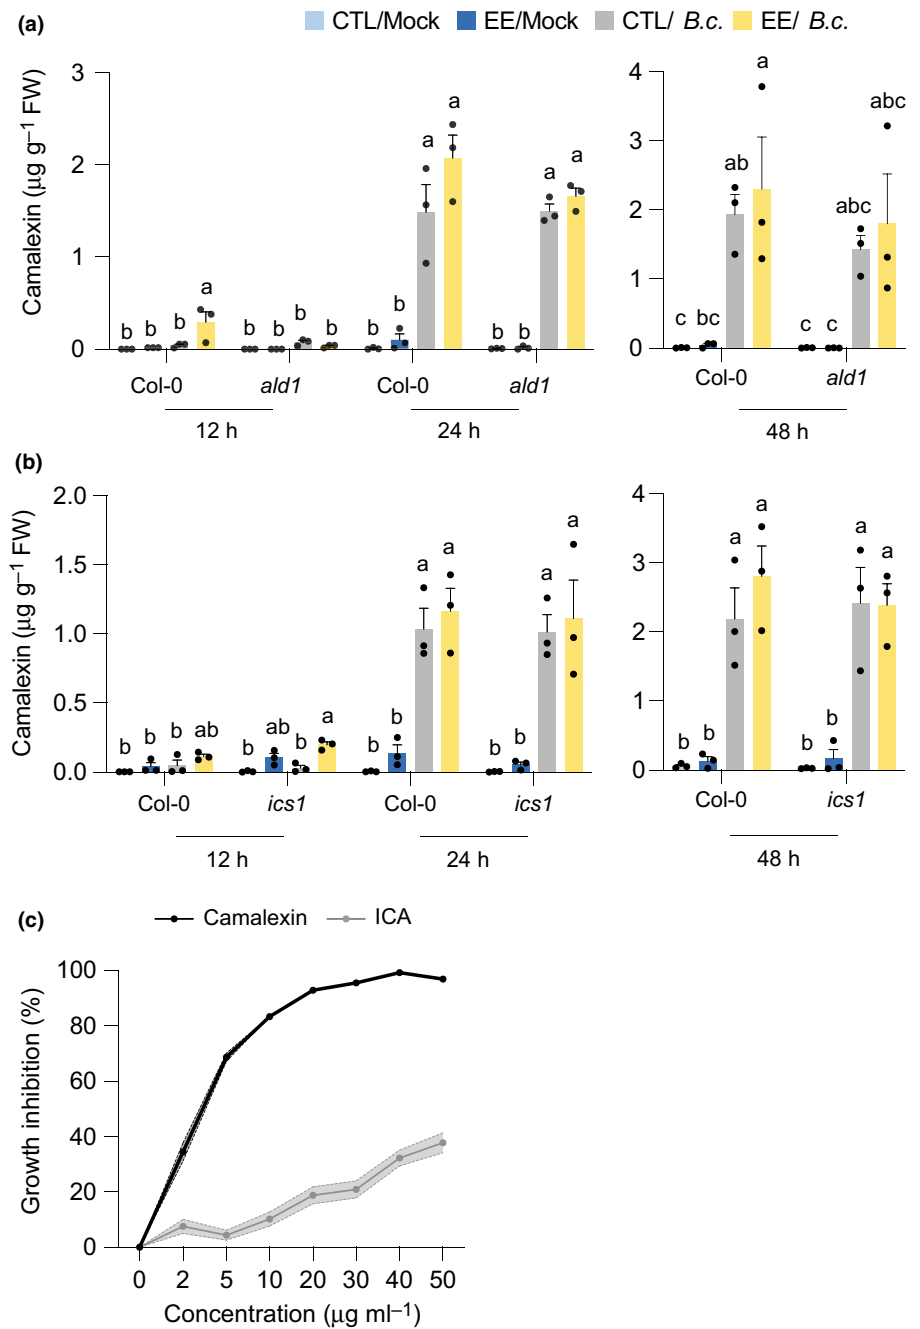 (a)
CTL/Mock EE/Mock CTL/ B.c. EE/ B.c.
Camalexin (µg g–1 FW)
3
2
1
0
b b b a b b b b b b a a b b a a
Col-0 ald1 Col-0 ald1
12 h 24 h
4
3
2
1
0
c bc ab a c c abc abc
Col-0 ald1
48 h
(b)
Camalexin (µg g–1 FW)
2.0
1.5
1.0
0.5
0.0
b b b ab b ab b a b b a a b b a a
Col-0 ics1 Col-0 ics1
12 h 24 h
4
3
2
1
0
b b a a b b a a
Col-0 ics1
48 h
(c)
Camalexin ICA
Growth inhibition (%)
100
80
60
40
20
0
0 2 5 10 20 30 40 50
Concentration (µg ml–1)